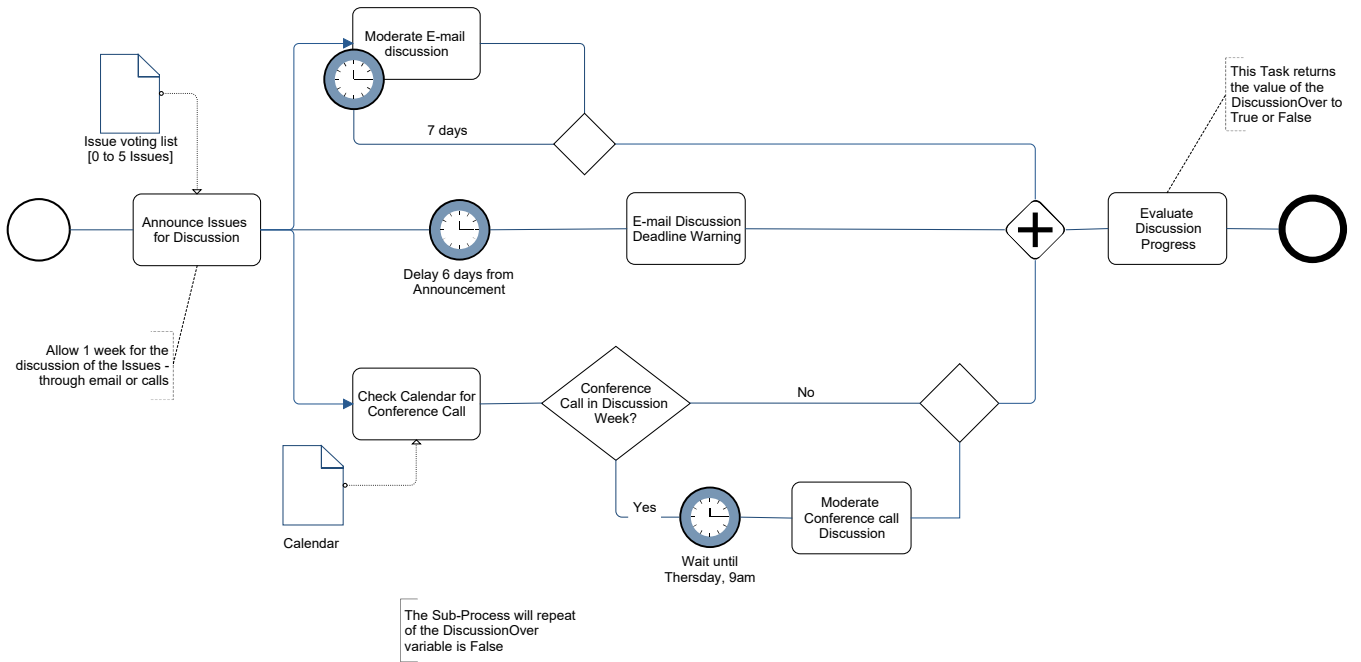 Moderate E-mail
discussion
This Task returns
the value of the
DiscussionOver to
True or False
Issue voting list
[0 to 5 Issues]
7 days
Announce Issues
for Discussion
E-mail Discussion
Deadline Warning
Evaluate
Discussion
Progress
Delay 6 days from
Announcement
Allow 1 week for the
discussion of the Issues -
through email or calls
Check Calendar for
Conference Call
Conference
Call in Discussion
Week?
No
Yes
Moderate
Conference call
Discussion
Calendar
Wait until
Thersday, 9am
The Sub-Process will repeat
of the DiscussionOver
variable is False